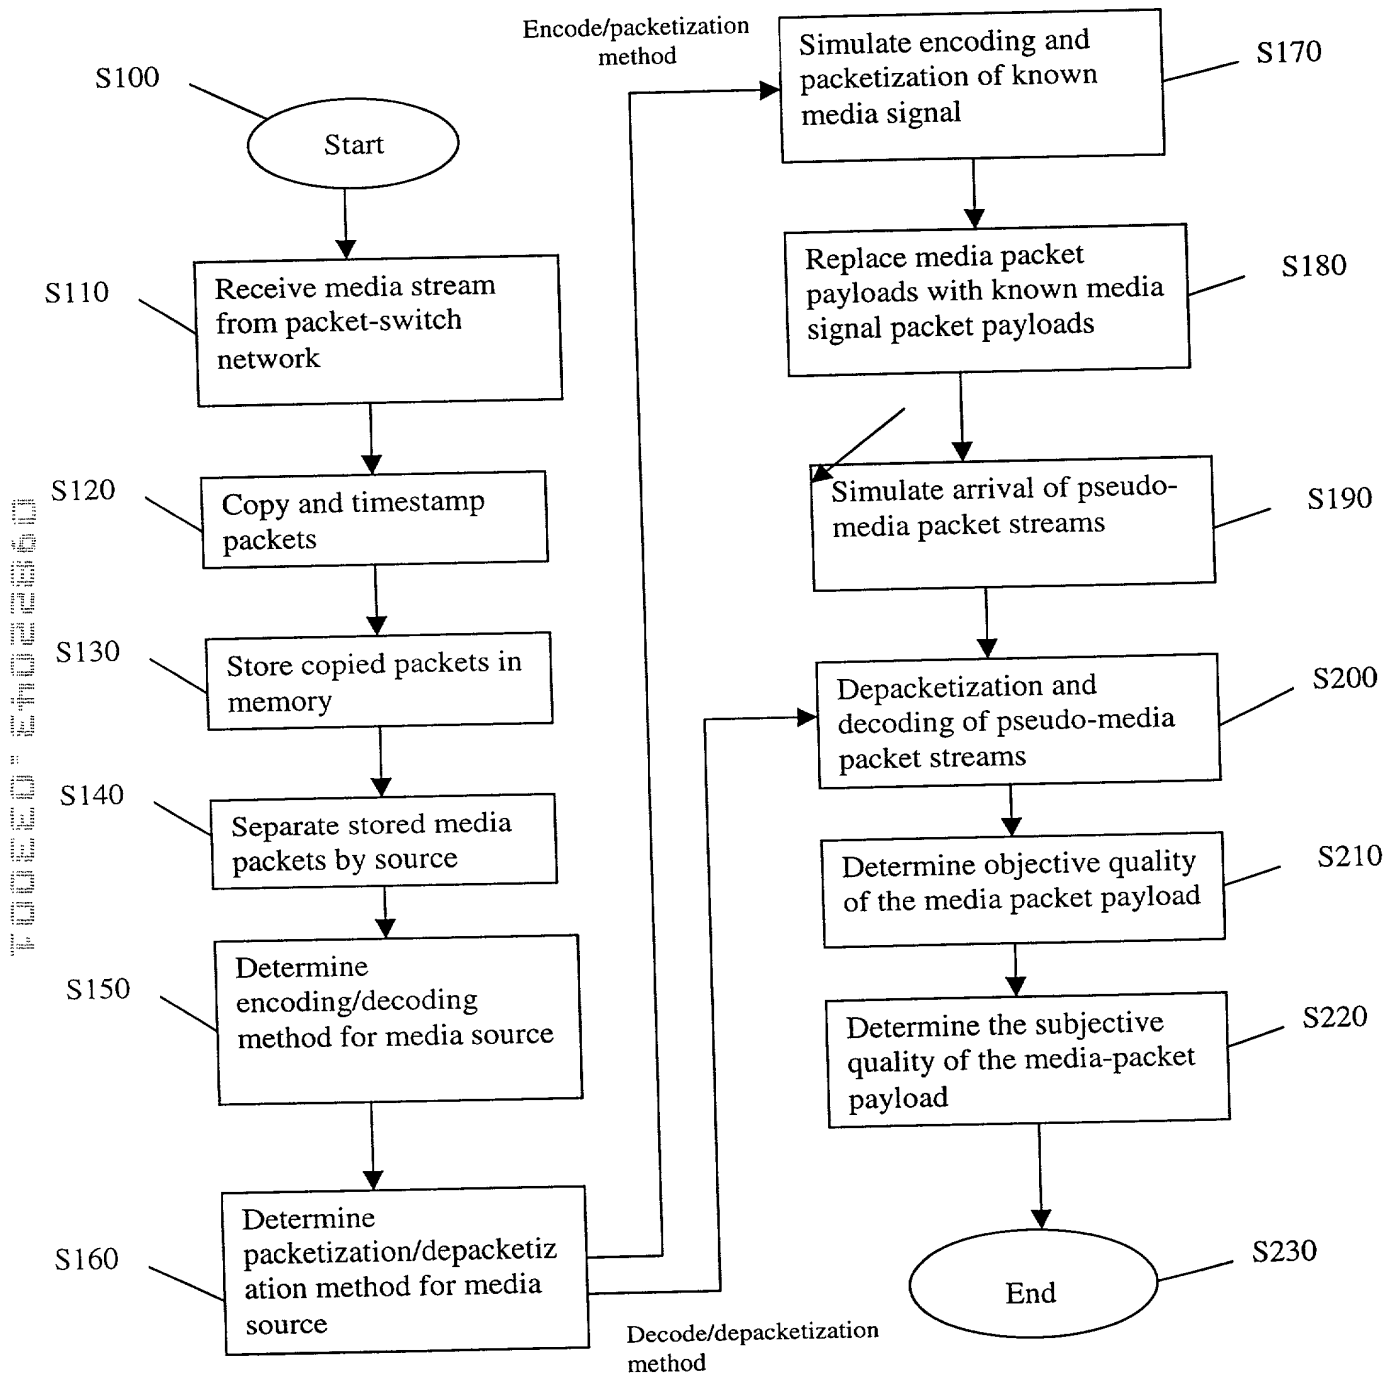 S100
Start
S110
Receive media stream
from packet-switch
network
S120
Copy and timestamp
packets
S130
Store copied packets in
memory
S140
Separate stored media
packets by source
S150
Determine
encoding/decoding
method for media source
S160
Determine
packetization/depacketiz
ation method for media
source
Encode/packetization
method
Decode/depacketization
method
Simulate encoding and
packetization of known
media signal
S170
Replace media packet
payloads with known media
signal packet payloads
S180
Simulate arrival of pseudo-
media packet streams
S190
Depacketization and
decoding of pseudo-media
packet streams
S200
Determine objective quality
of the media packet payload
S210
Determine the subjective
quality of the media-packet
payload
S220
End
S230